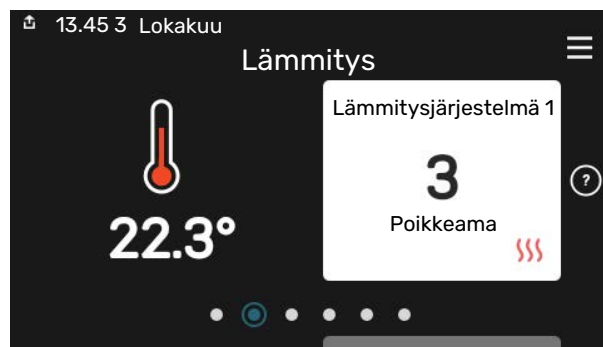 13.45 3 Lokakuu
Lämmitys
Lämmitysjärjestelmä 1
3
Poikkeama
22.3°
?